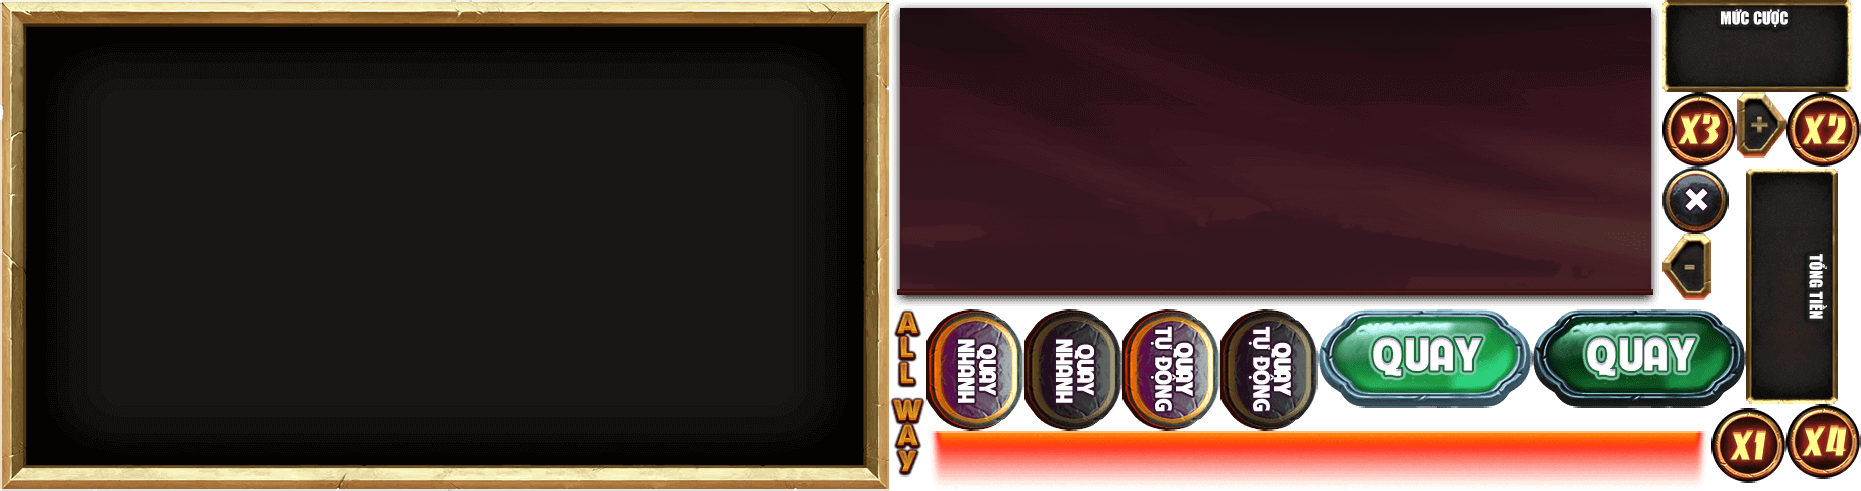 MỨC CƯỢC
X3
+
X2
×
-
TỔNG TIỀN
ALL WAY
QUAY
NHANH
QUAY
NHANH
QUAY
TỰ ĐỘNG
QUAY
TỰ ĐỘNG
QUAY
QUAY
X1
X4